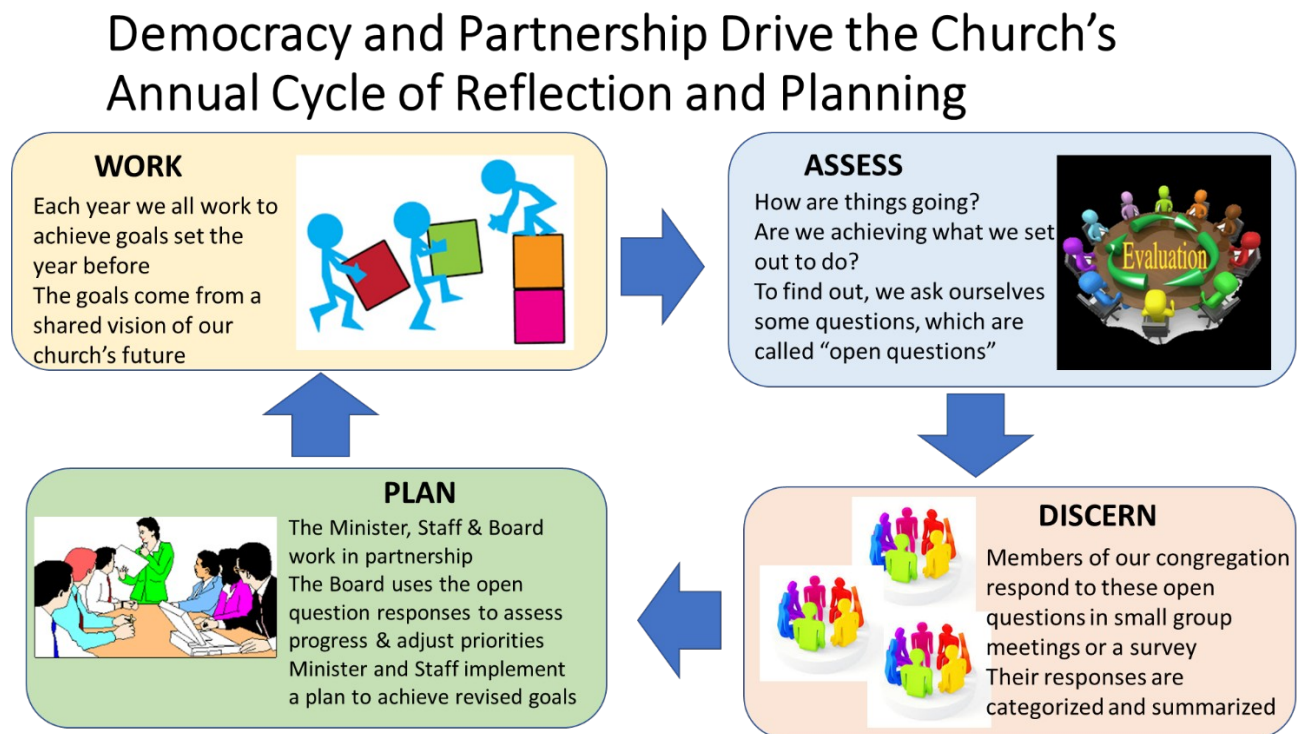 Democracy and Partnership Drive the Church's
Annual Cycle of Reflection and Planning
WORK
Each year we all work to
achieve goals set the
year before
The goals come from a
shared vision of our
church's future
ASSESS
How are things going?
Are we achieving what we set
out to do?
To find out, we ask ourselves
some questions, which are
called “open questions”
Evaluation
DISCERN
Members of our congregation
respond to these open
questions in small group
meetings or a survey
Their responses are
categorized and summarized
PLAN
The Minister, Staff & Board
work in partnership
The Board uses the open
question responses to assess
progress & adjust priorities
Minister and Staff implement
a plan to achieve revised goals